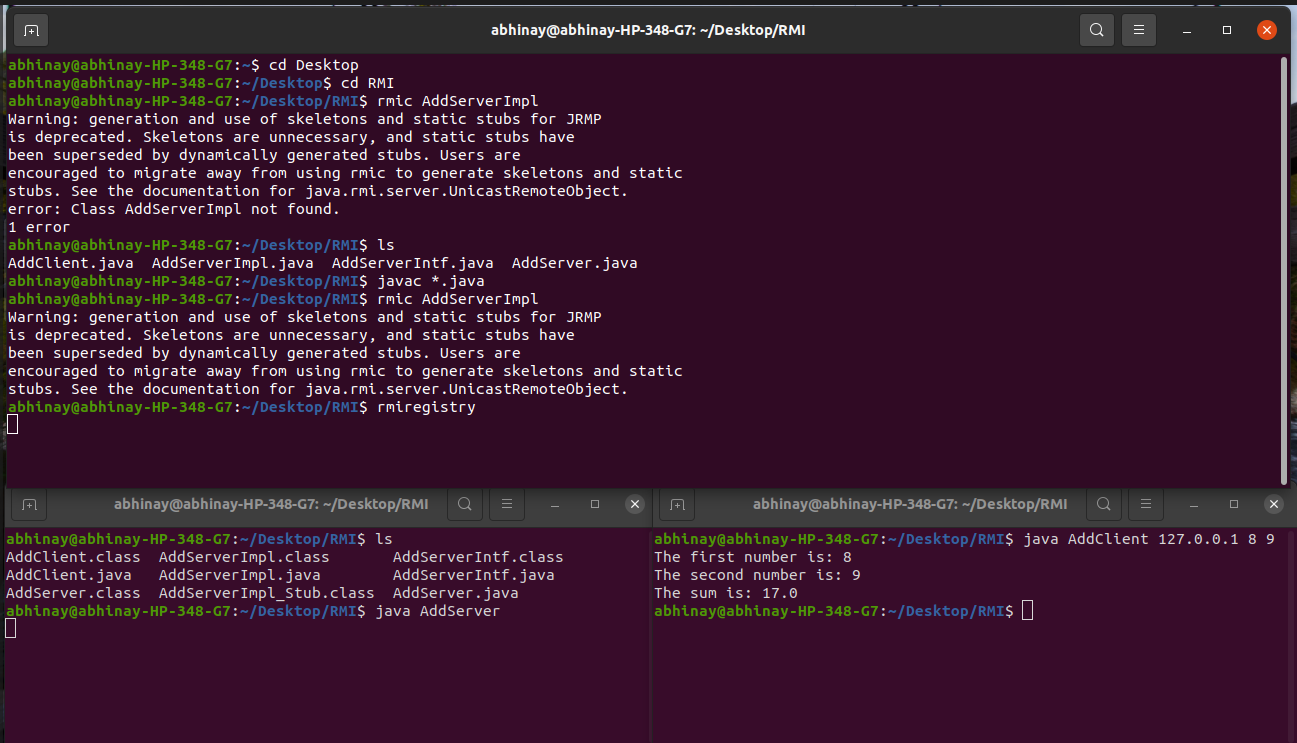 abhinay@abhinay-HP-348-G7: ~/Desktop/RMI
abhinay@abhinay-HP-348-G7:~$ cd Desktop
abhinay@abhinay-HP-348-G7:~/Desktop$ cd RMI
abhinay@abhinay-HP-348-G7:~/Desktop/RMI$ rmic AddServerImpl
Warning: generation and use of skeletons and static stubs for JRMP
is deprecated. Skeletons are unnecessary, and static stubs have
been superseded by dynamically generated stubs. Users are
encouraged to migrate away from using rmic to generate skeletons and static
stubs. See the documentation for java.rmi.server.UnicastRemoteObject.
error: Class AddServerImpl not found.
1 error
abhinay@abhinay-HP-348-G7:~/Desktop/RMI$ ls
AddClient.java  AddServerImpl.java  AddServerIntf.java  AddServer.java
abhinay@abhinay-HP-348-G7:~/Desktop/RMI$ javac *.java
abhinay@abhinay-HP-348-G7:~/Desktop/RMI$ rmic AddServerImpl
Warning: generation and use of skeletons and static stubs for JRMP
is deprecated. Skeletons are unnecessary, and static stubs have
been superseded by dynamically generated stubs. Users are
encouraged to migrate away from using rmic to generate skeletons and static
stubs. See the documentation for java.rmi.server.UnicastRemoteObject.
abhinay@abhinay-HP-348-G7:~/Desktop/RMI$ rmiregistry
abhinay@abhinay-HP-348-G7: ~/Desktop/RMI
abhinay@abhinay-HP-348-G7:~/Desktop/RMI$ ls
AddClient.class  AddServerImpl.class       AddServerIntf.class
AddClient.java   AddServerImpl.java        AddServerIntf.java
AddServer.class  AddServerImpl_Stub.class  AddServer.java
abhinay@abhinay-HP-348-G7:~/Desktop/RMI$ java AddServer
abhinay@abhinay-HP-348-G7: ~/Desktop/RMI
abhinay@abhinay-HP-348-G7:~/Desktop/RMI$ java AddClient 127.0.0.1 8 9
The first number is: 8
The second number is: 9
The sum is: 17.0
abhinay@abhinay-HP-348-G7:~/Desktop/RMI$